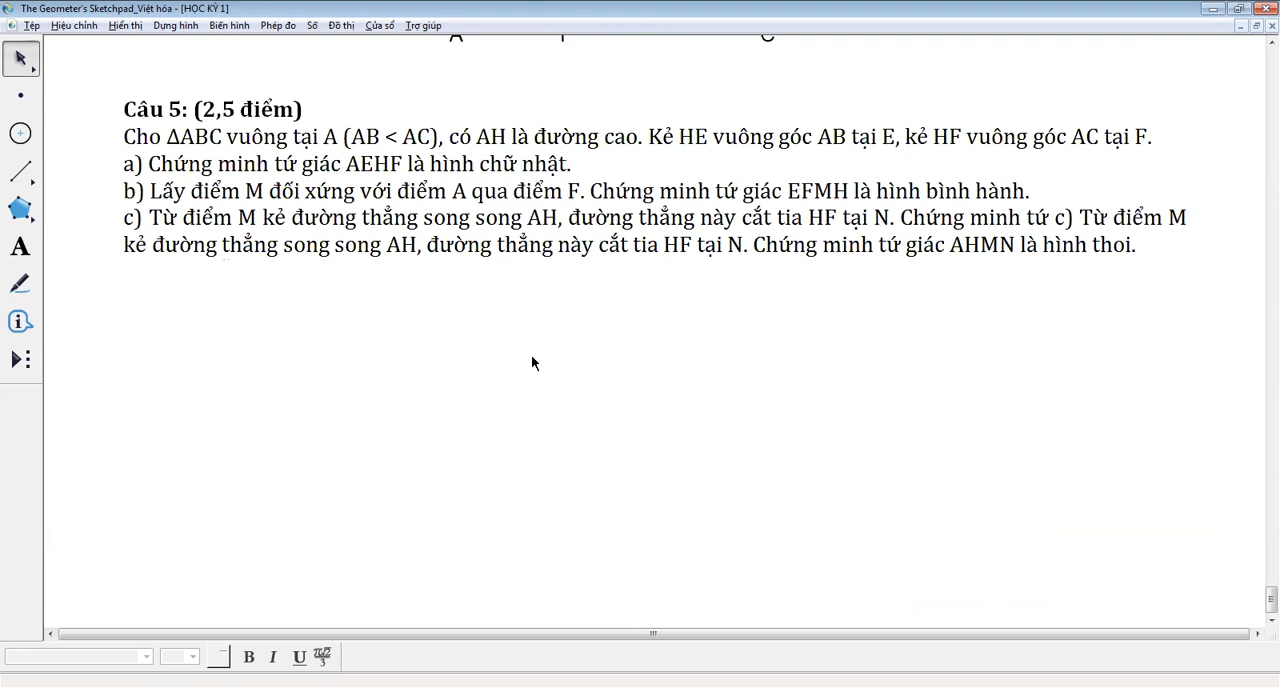 The Geometer's Sketchpad_Việt hóa - [HỌC KỲ 1]
Tệp Hiệu chỉnh Hiển thị Dựng hình Biến hình Phép đo Số Đồ thị Cửa sổ Trợ giúp
Câu 5: (2,5 điểm)
Cho ΔABC vuông tại A (AB < AC), có AH là đường cao. Kẻ HE vuông góc AB tại E, kẻ HF vuông góc AC tại F.
a) Chứng minh tứ giác AEHF là hình chữ nhật.
b) Lấy điểm M đối xứng với điểm A qua điểm F. Chứng minh tứ giác EFMH là hình bình hành.
c) Từ điểm M kẻ đường thẳng song song AH, đường thẳng này cắt tia HF tại N. Chứng minh tứ c) Từ điểm M
kẻ đường thẳng song song AH, đường thẳng này cắt tia HF tại N. Chứng minh tứ giác AHMN là hình thoi.
A
B I U